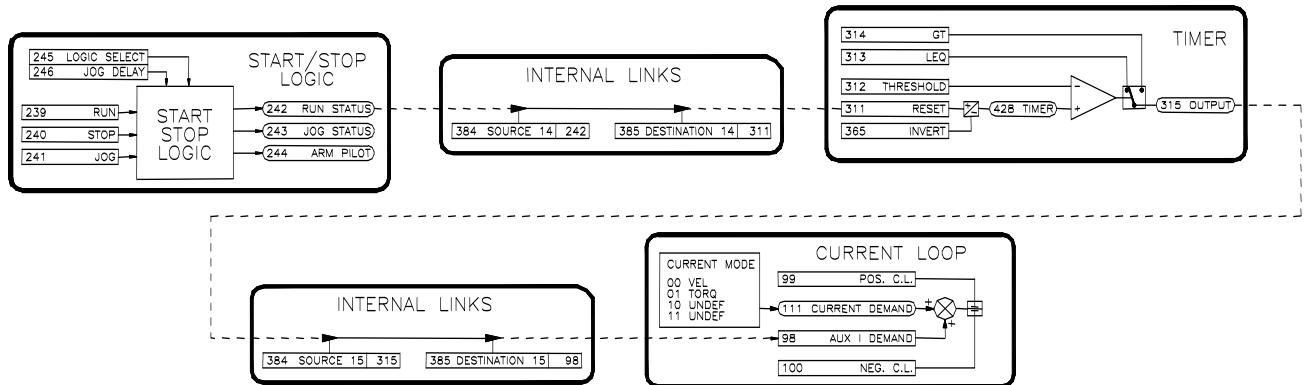 245 LOGIC SELECT
246 JOG DELAY
START/STOP
LOGIC
239 RUN
240 STOP
241 JOG
START
STOP
LOGIC
242 RUN STATUS
243 JOG STATUS
244 ARM PILOT
INTERNAL LINKS
384 SOURCE 14 242
385 DESTINATION 14 311
TIMER
314 GT
313 LEQ
312 THRESHOLD
311 RESET
365 INVERT
428 TIMER
-
+
315 OUTPUT
INTERNAL LINKS
384 SOURCE 15 315
385 DESTINATION 15 98
CURRENT LOOP
CURRENT MODE
00 VEL
01 TORQ
10 UNDEF
11 UNDEF
99 POS. C.L.
111 CURRENT DEMAND
98 AUX I DEMAND
100 NEG. C.L.
+
+